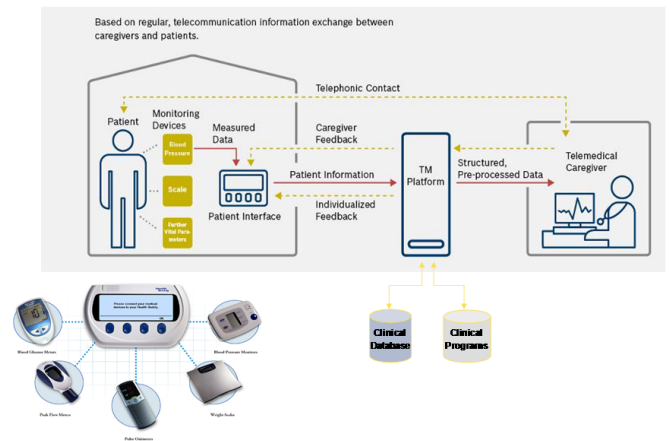 Based on regular, telecommunication information exchange between
caregivers and patients.
Telephonic Contact
Patient
Monitoring
Devices
Measured
Data
Caregiver
Feedback
Blood
Pressure
Scale
Further
Vital Para-
meters
Patient Interface
Patient Information
Individualized
Feedback
TM
Platform
Structured,
Pre-processed Data
Telemedical
Caregiver
Clinical
Database
Clinical
Programs
Please connect your medical
devices to your Health Buddy.
Blood Glucose Meters
Blood Pressure Monitors
Peak Flow Meters
Pulse Oximeters
Weight Scales